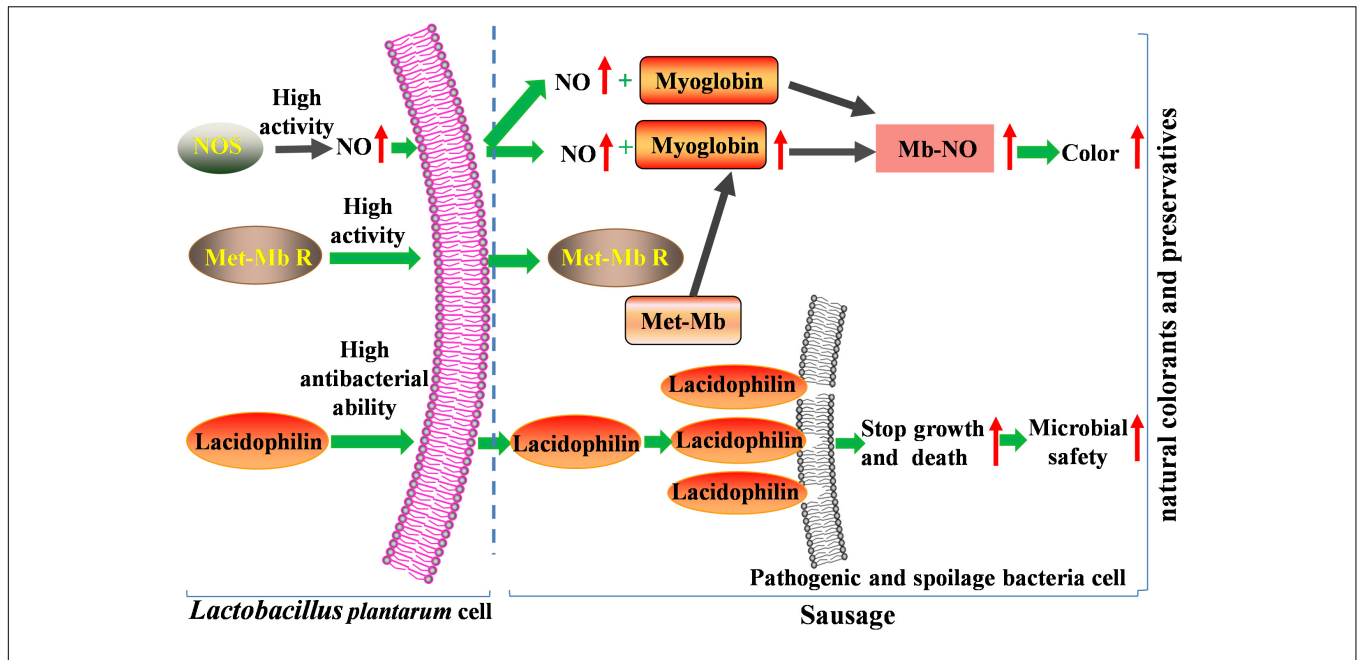 NO
+
Myoglobin
High
activity
NOS
NO
NO
+
Myoglobin
Mb-NO
Color
High
activity
Met-Mb R
Met-Mb R
Met-Mb
High
antibacterial
ability
Lacidophilin
Lacidophilin
Lacidophilin
Lacidophilin
Lacidophilin
Stop growth
and death
Microbial
safety
Pathogenic and spoilage bacteria cell
Lactobacillus plantarum cell
Sausage
natural colorants and preservatives